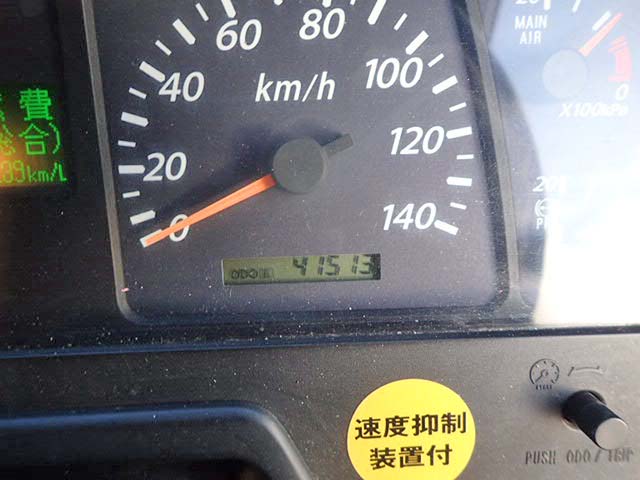 60
80
40
100
20
120
0
140
km/h
ODO
41513
費
合)
.89km/L
MAIN
AIR
0
X100kPa
速度抑制
装置付
PUSH ODO/TRIP